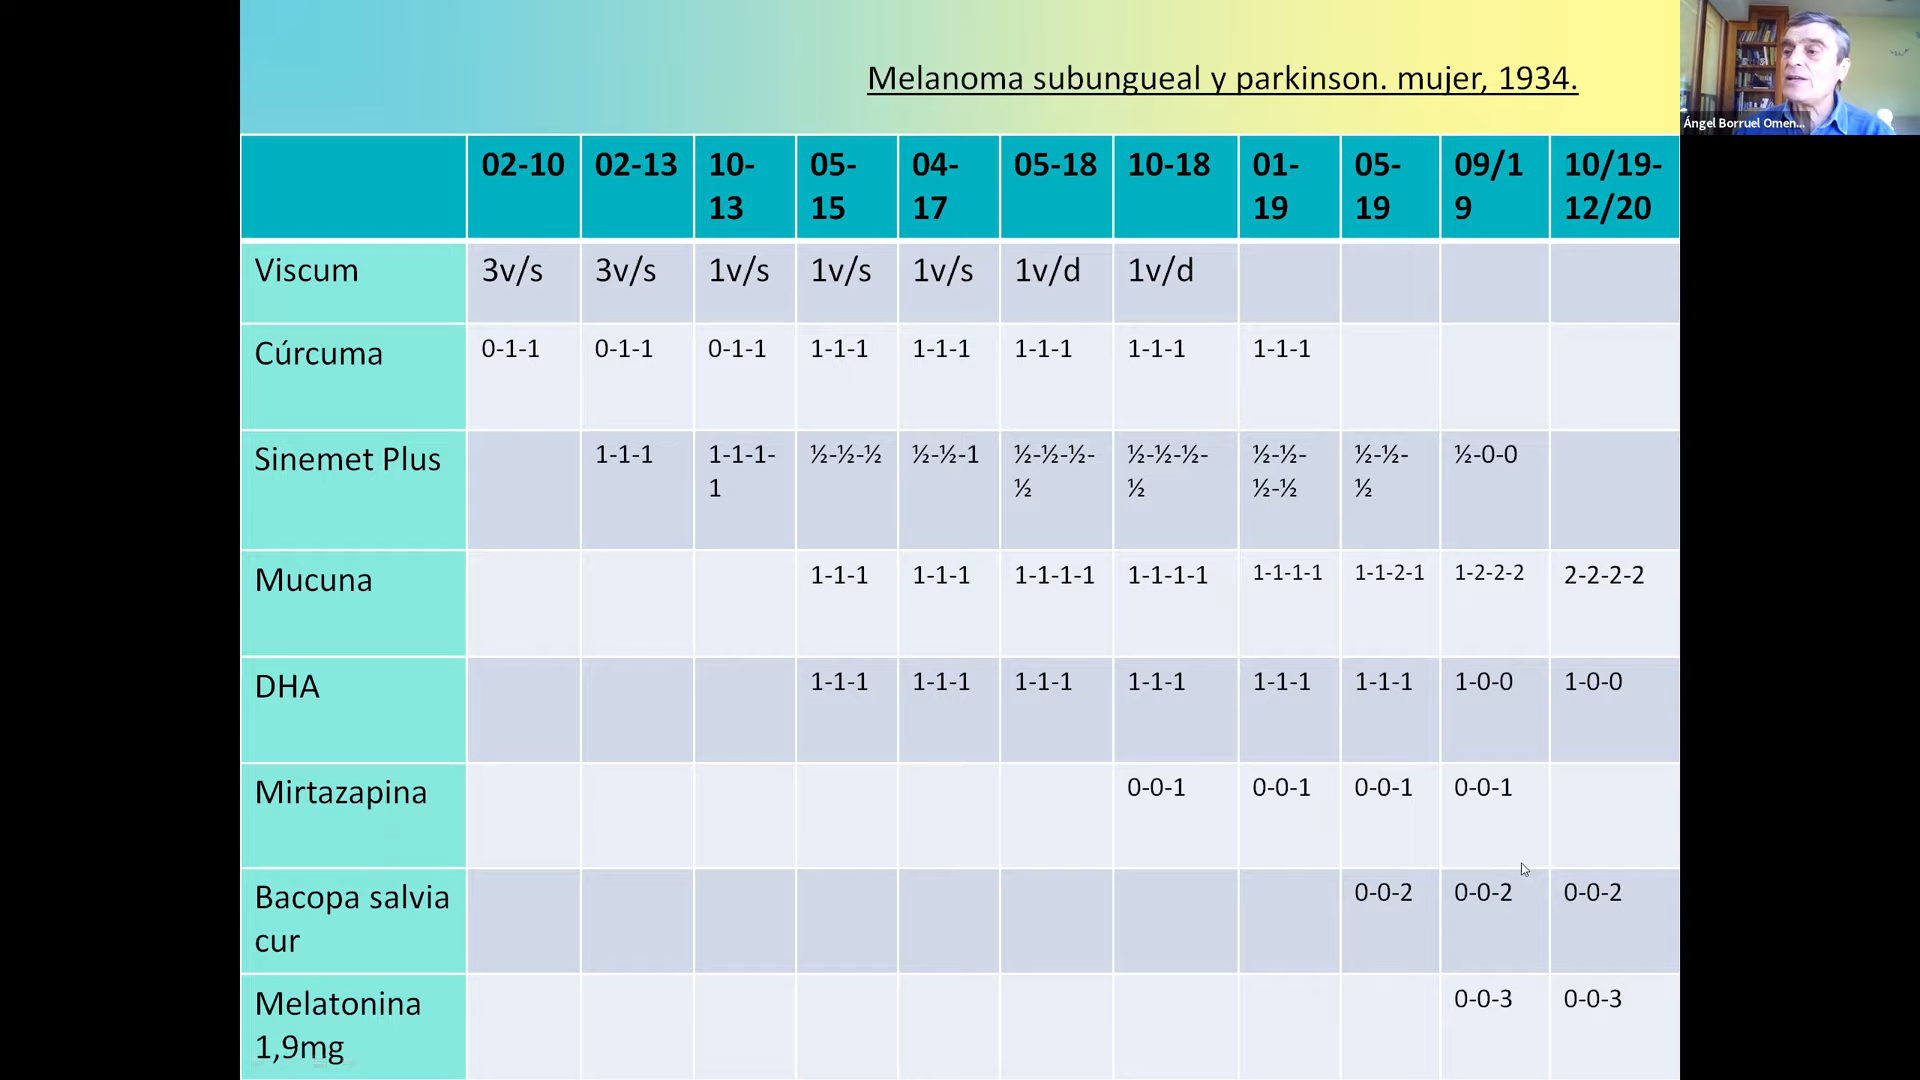 Melanoma subungueal y parkinson. mujer, 1934.
Ángel Borruel Omen...
02-10 02-13 10-13 05-15 04-17 05-18 10-18 01-19 05-19 09/19 10/19-12/20
Viscum 3v/s 3v/s 1v/s 1v/s 1v/s 1v/d 1v/d
Cúrcuma 0-1-1 0-1-1 0-1-1 1-1-1 1-1-1 1-1-1 1-1-1 1-1-1
Sinemet Plus 1-1-1 1-1-1-1 ½-½-½ ½-½-1 ½-½-½-½ ½-½-½-½ ½-½-½-½ ½-½-½ ½-0-0
Mucuna 1-1-1 1-1-1 1-1-1-1 1-1-1-1 1-1-1-1 1-1-2-1 1-2-2-2 2-2-2-2
DHA 1-1-1 1-1-1 1-1-1 1-1-1 1-1-1 1-1-1 1-0-0 1-0-0
Mirtazapina 0-0-1 0-0-1 0-0-1 0-0-1
Bacopa salvia cur 0-0-2 0-0-2 0-0-2
Melatonina 1,9mg 0-0-3 0-0-3